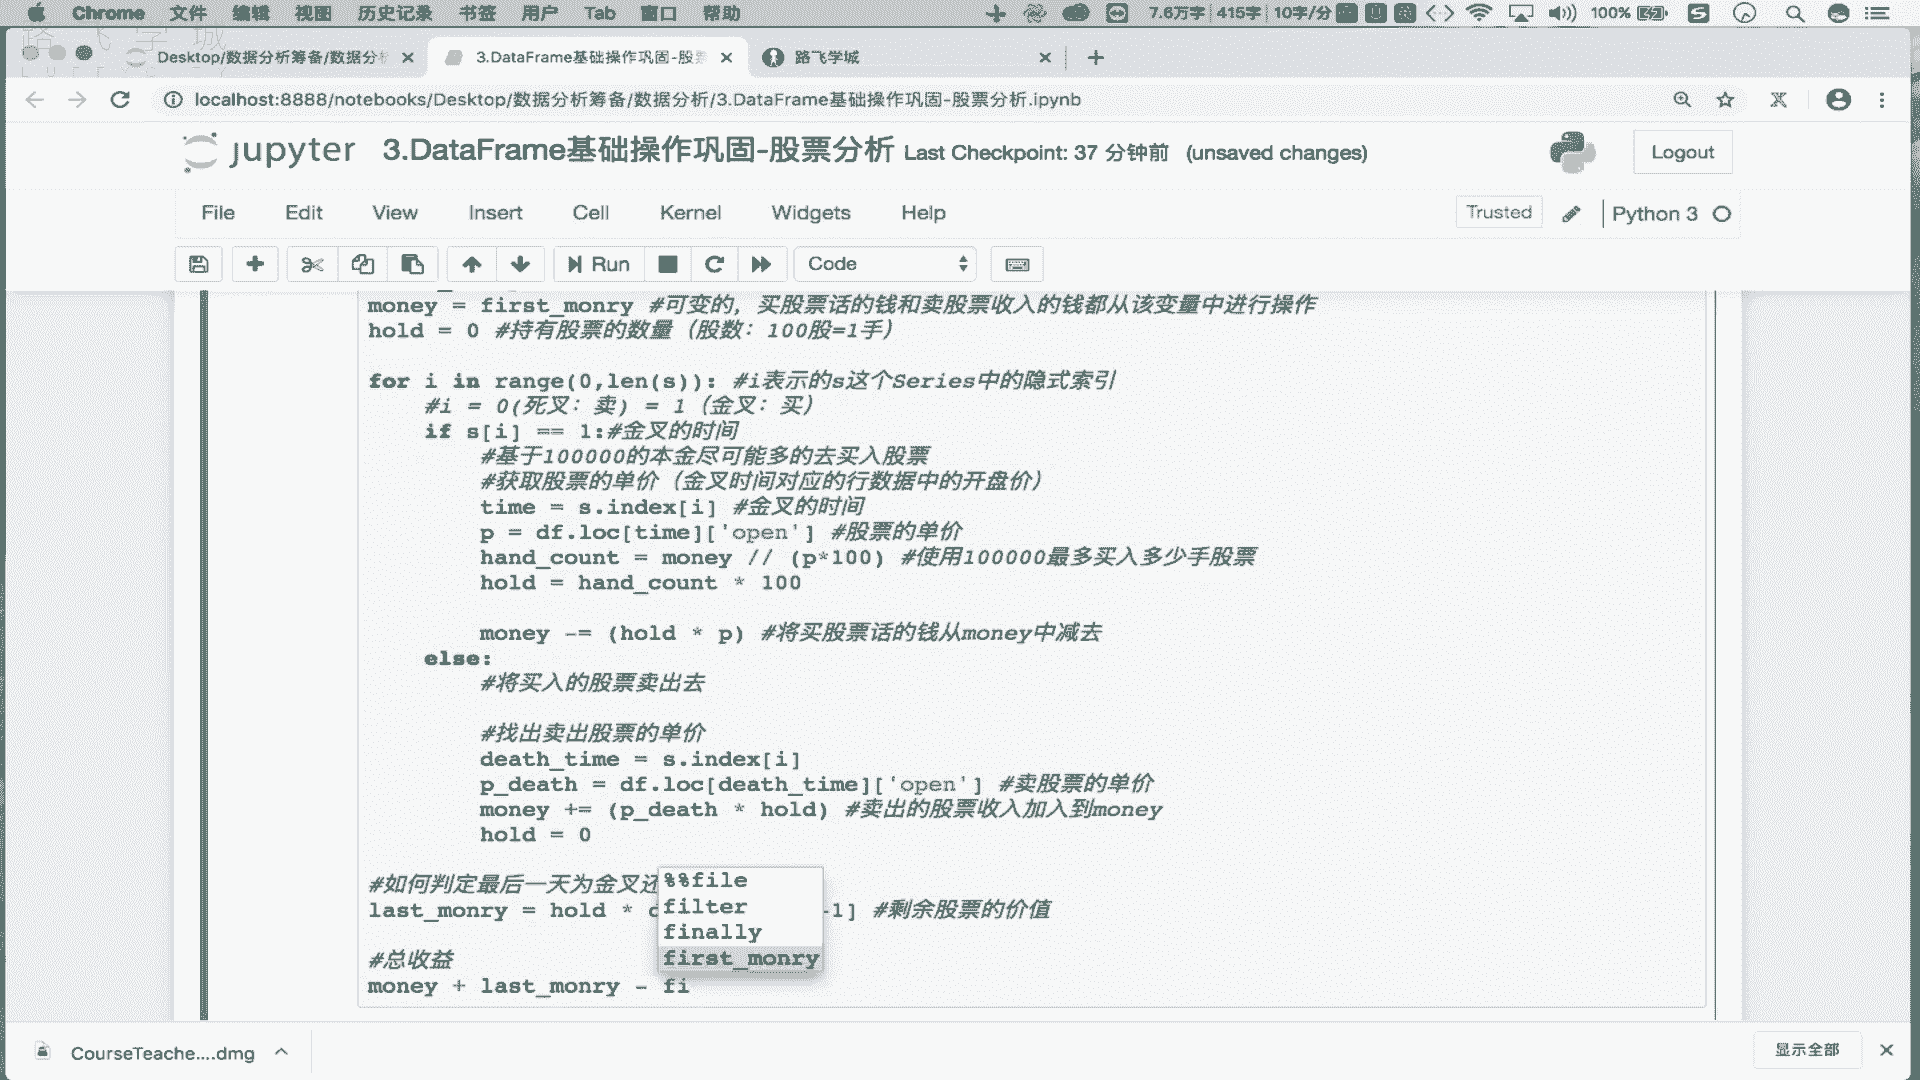 Chrome 文件 编辑 视图 历史记录 书签 用户 Tab 窗口 帮助 7.6万字 415字 10字/分 100%
路飞学城
Desktop/数据分析筹备/数据分析 3.DataFrame基础操作巩固-股票 路飞学城
localhost:8888/notebooks/Desktop/数据分析筹备/数据分析/3.DataFrame基础操作巩固-股票分析.ipynb
jupyter 3.DataFrame基础操作巩固-股票分析 Last Checkpoint: 37 分钟前 (unsaved changes) Logout
File Edit View Insert Cell Kernel Widgets Help Trusted Python 3
Run Code
money = first_monry #可变的，买股票话的钱和卖股票收入的钱都从该变量中进行操作
hold = 0 #持有股票的数量（股数：100股=1手）
for i in range(0,len(s)): #i表示的s这个Series中的隐式索引
#i = 0(死叉：卖) = 1（金叉：买）
if s[i] == 1:#金叉的时间
#基于100000的本金尽可能多的去买入股票
#获取股票的单价（金叉时间对应的行数据中的开盘价）
time = s.index[i] #金叉的时间
p = df.loc[time]['open'] #股票的单价
hand_count = money // (p*100) #使用100000最多买入多少手股票
hold = hand_count * 100
money -= (hold * p) #将买股票话的钱从money中减去
else:
#将买入的股票卖出去
#找出卖出股票的单价
death_time = s.index[i]
p_death = df.loc[death_time]['open'] #卖股票的单价
money += (p_death * hold) #卖出的股票收入加入到money
hold = 0
#如何判定最后一天为金叉还
last_monry = hold * -1] #剩余股票的价值
%%file
filter
finally
first_monry
#总收益
money + last_monry - fi
CourseTeache....dmg 显示全部